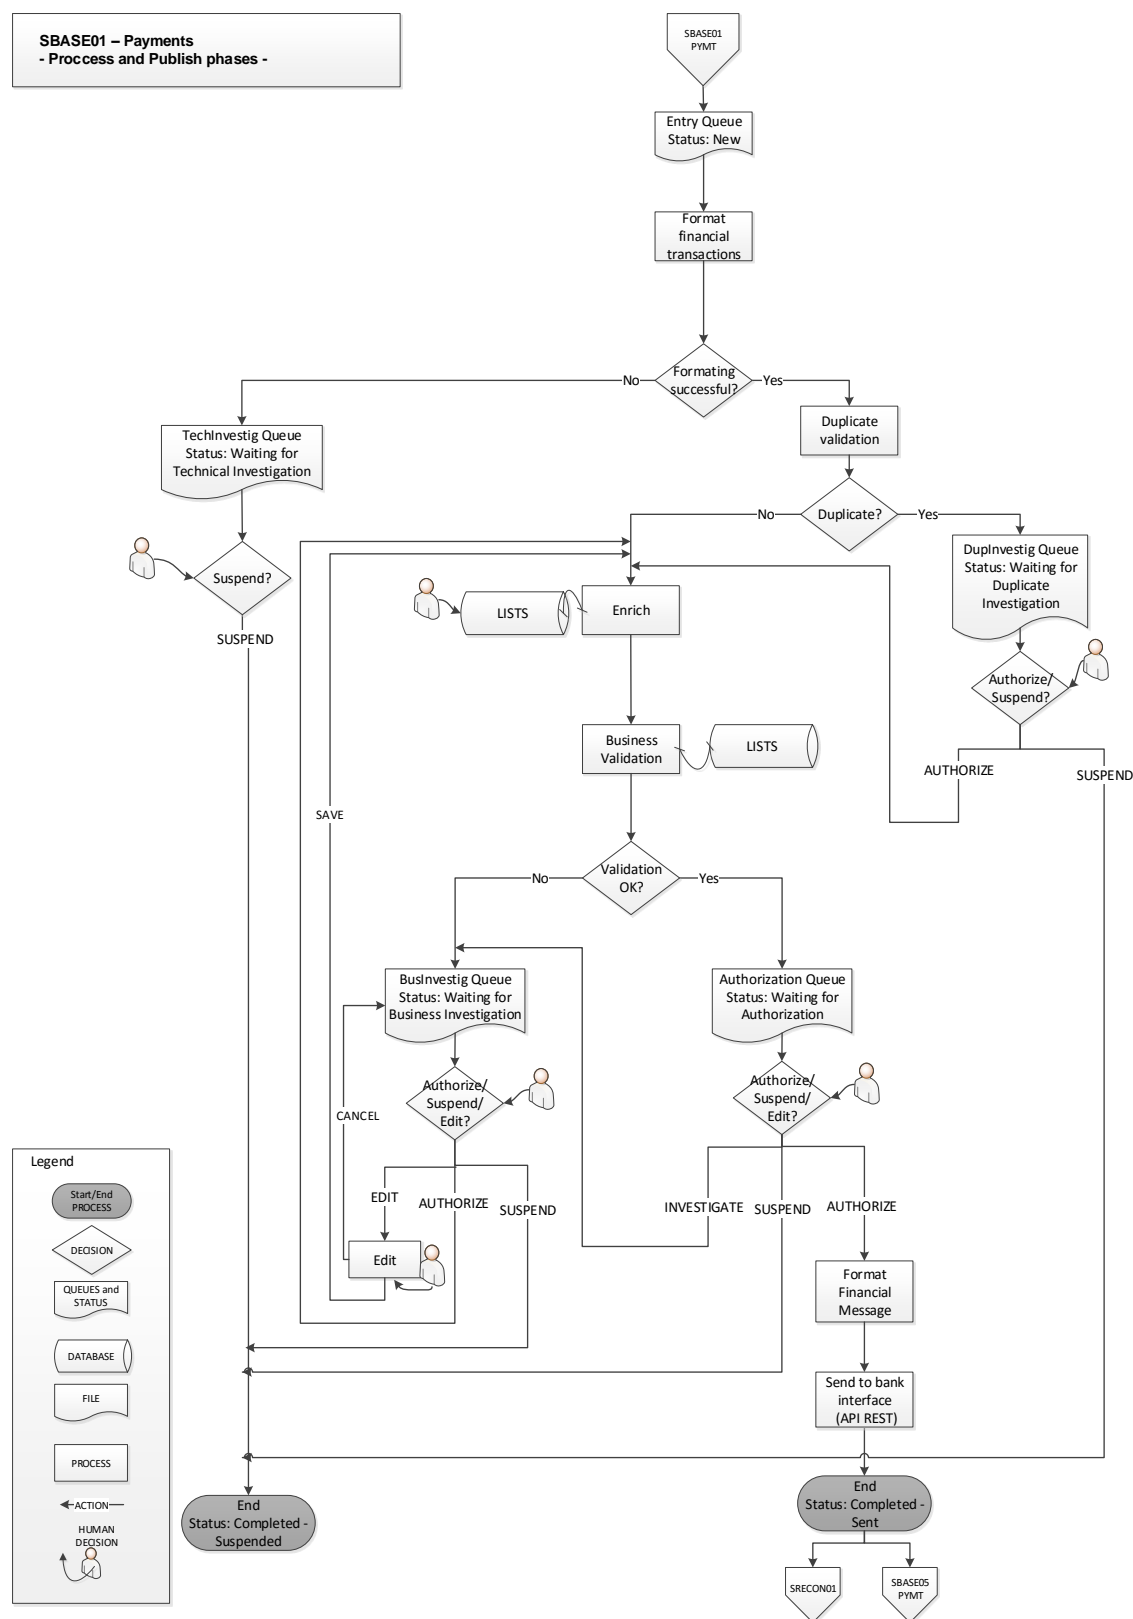 SBASE01 – Payments
- Proccess and Publish phases -
SBASE01
PYMT
Entry Queue
Status: New
Format
financial
transactions
Formating
successful?
No
Yes
TechInvestig Queue
Status: Waiting for
Technical Investigation
Duplicate
validation
Duplicate?
No
Yes
Suspend?
SUSPEND
DupInvestig Queue
Status: Waiting for
Duplicate
Investigation
LISTS
Enrich
Authorize/
Suspend?
Business
Validation
LISTS
AUTHORIZE
SUSPEND
SAVE
Validation
OK?
No
Yes
BusInvestig Queue
Status: Waiting for
Business Investigation
Authorization Queue
Status: Waiting for
Authorization
Authorize/
Suspend/
Edit?
Authorize/
Suspend/
Edit?
CANCEL
EDIT
AUTHORIZE
SUSPEND
INVESTIGATE
SUSPEND
AUTHORIZE
Edit
Format
Financial
Message
Send to bank
interface
(API REST)
End
Status: Completed -
Suspended
End
Status: Completed -
Sent
SRECON01
SBASE05
PYMT
Legend
Start/End
PROCESS
DECISION
QUEUES and
STATUS
DATABASE
FILE
PROCESS
ACTION
HUMAN
DECISION